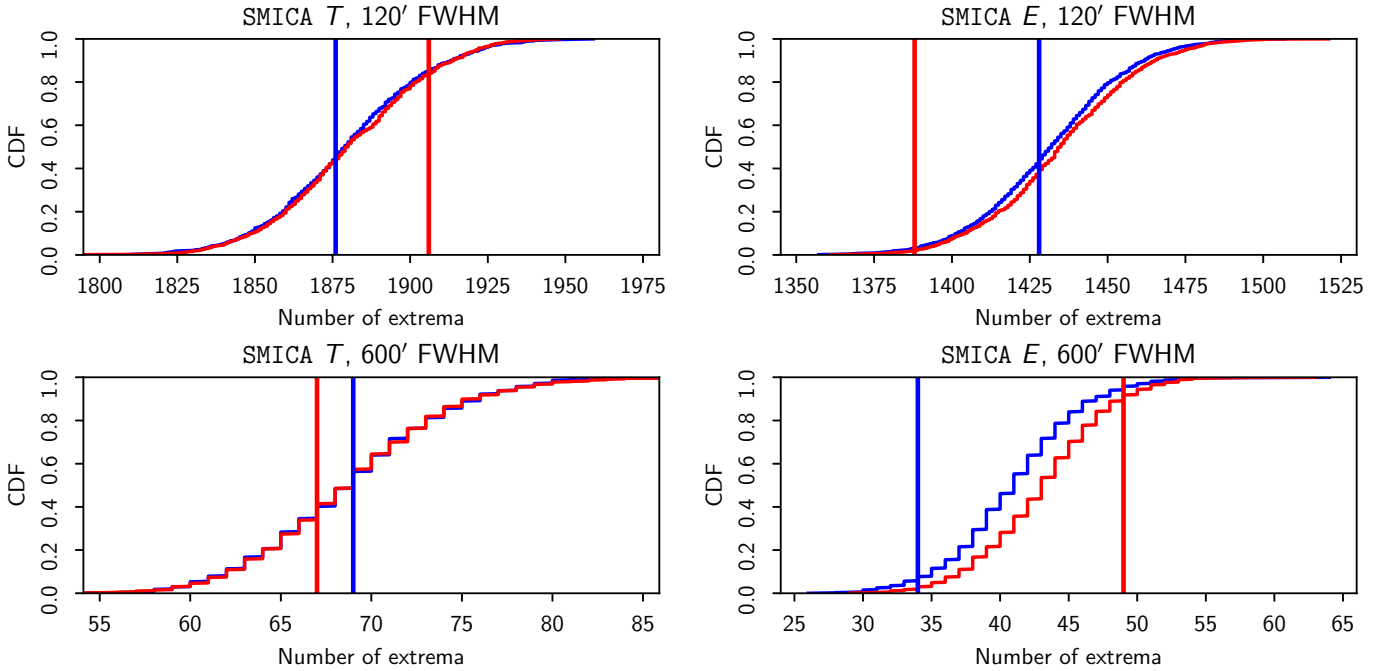 SMICA T, 120′ FWHM
CDF
0.0 0.2 0.4 0.6 0.8 1.0
1800 1825 1850 1875 1900 1925 1950 1975
Number of extrema
SMICA E, 120′ FWHM
CDF
0.0 0.2 0.4 0.6 0.8 1.0
1350 1375 1400 1425 1450 1475 1500 1525
Number of extrema
SMICA T, 600′ FWHM
CDF
0.0 0.2 0.4 0.6 0.8 1.0
55 60 65 70 75 80 85
Number of extrema
SMICA E, 600′ FWHM
CDF
0.0 0.2 0.4 0.6 0.8 1.0
25 30 35 40 45 50 55 60 65
Number of extrema